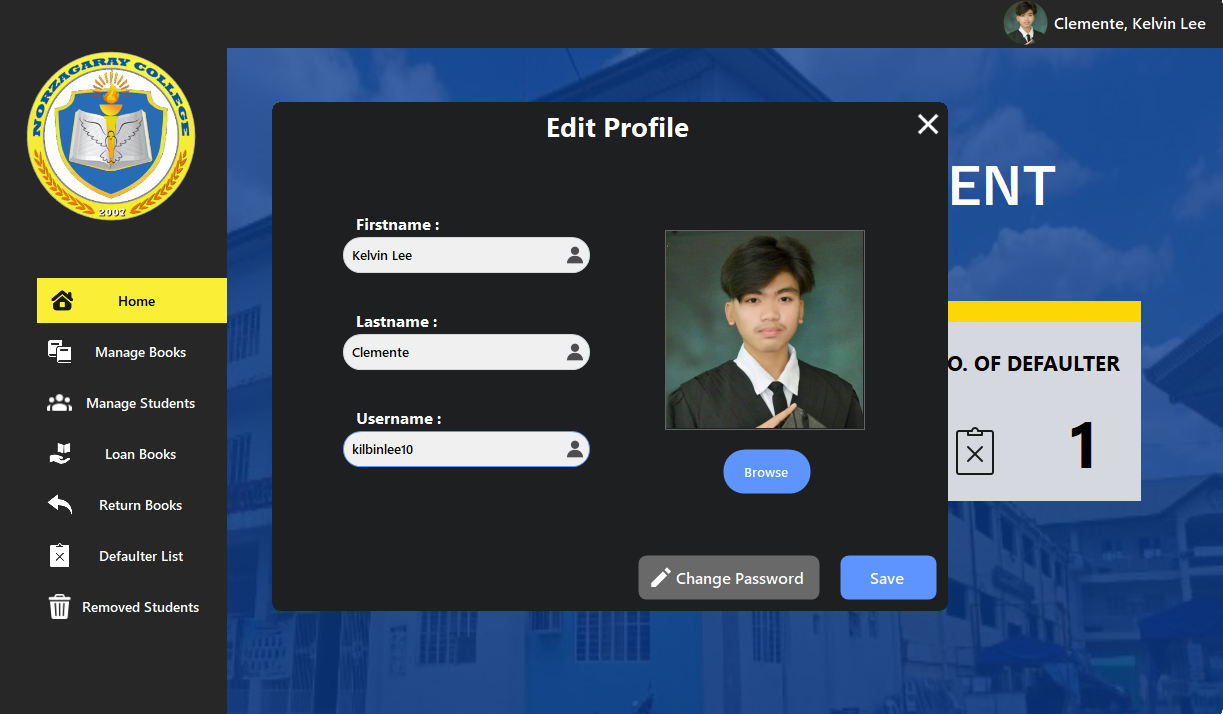 Clemente, Kelvin Lee
NORZAGARAY COLLEGE
2007
Edit Profile
ENT
Firstname :
Kelvin Lee
Home
Lastname :
Manage Books
Clemente
O. OF DEFAULTER
Manage Students
Username :
kilbinlee10
1
Loan Books
Browse
Return Books
Defaulter List
Change Password
Save
Removed Students